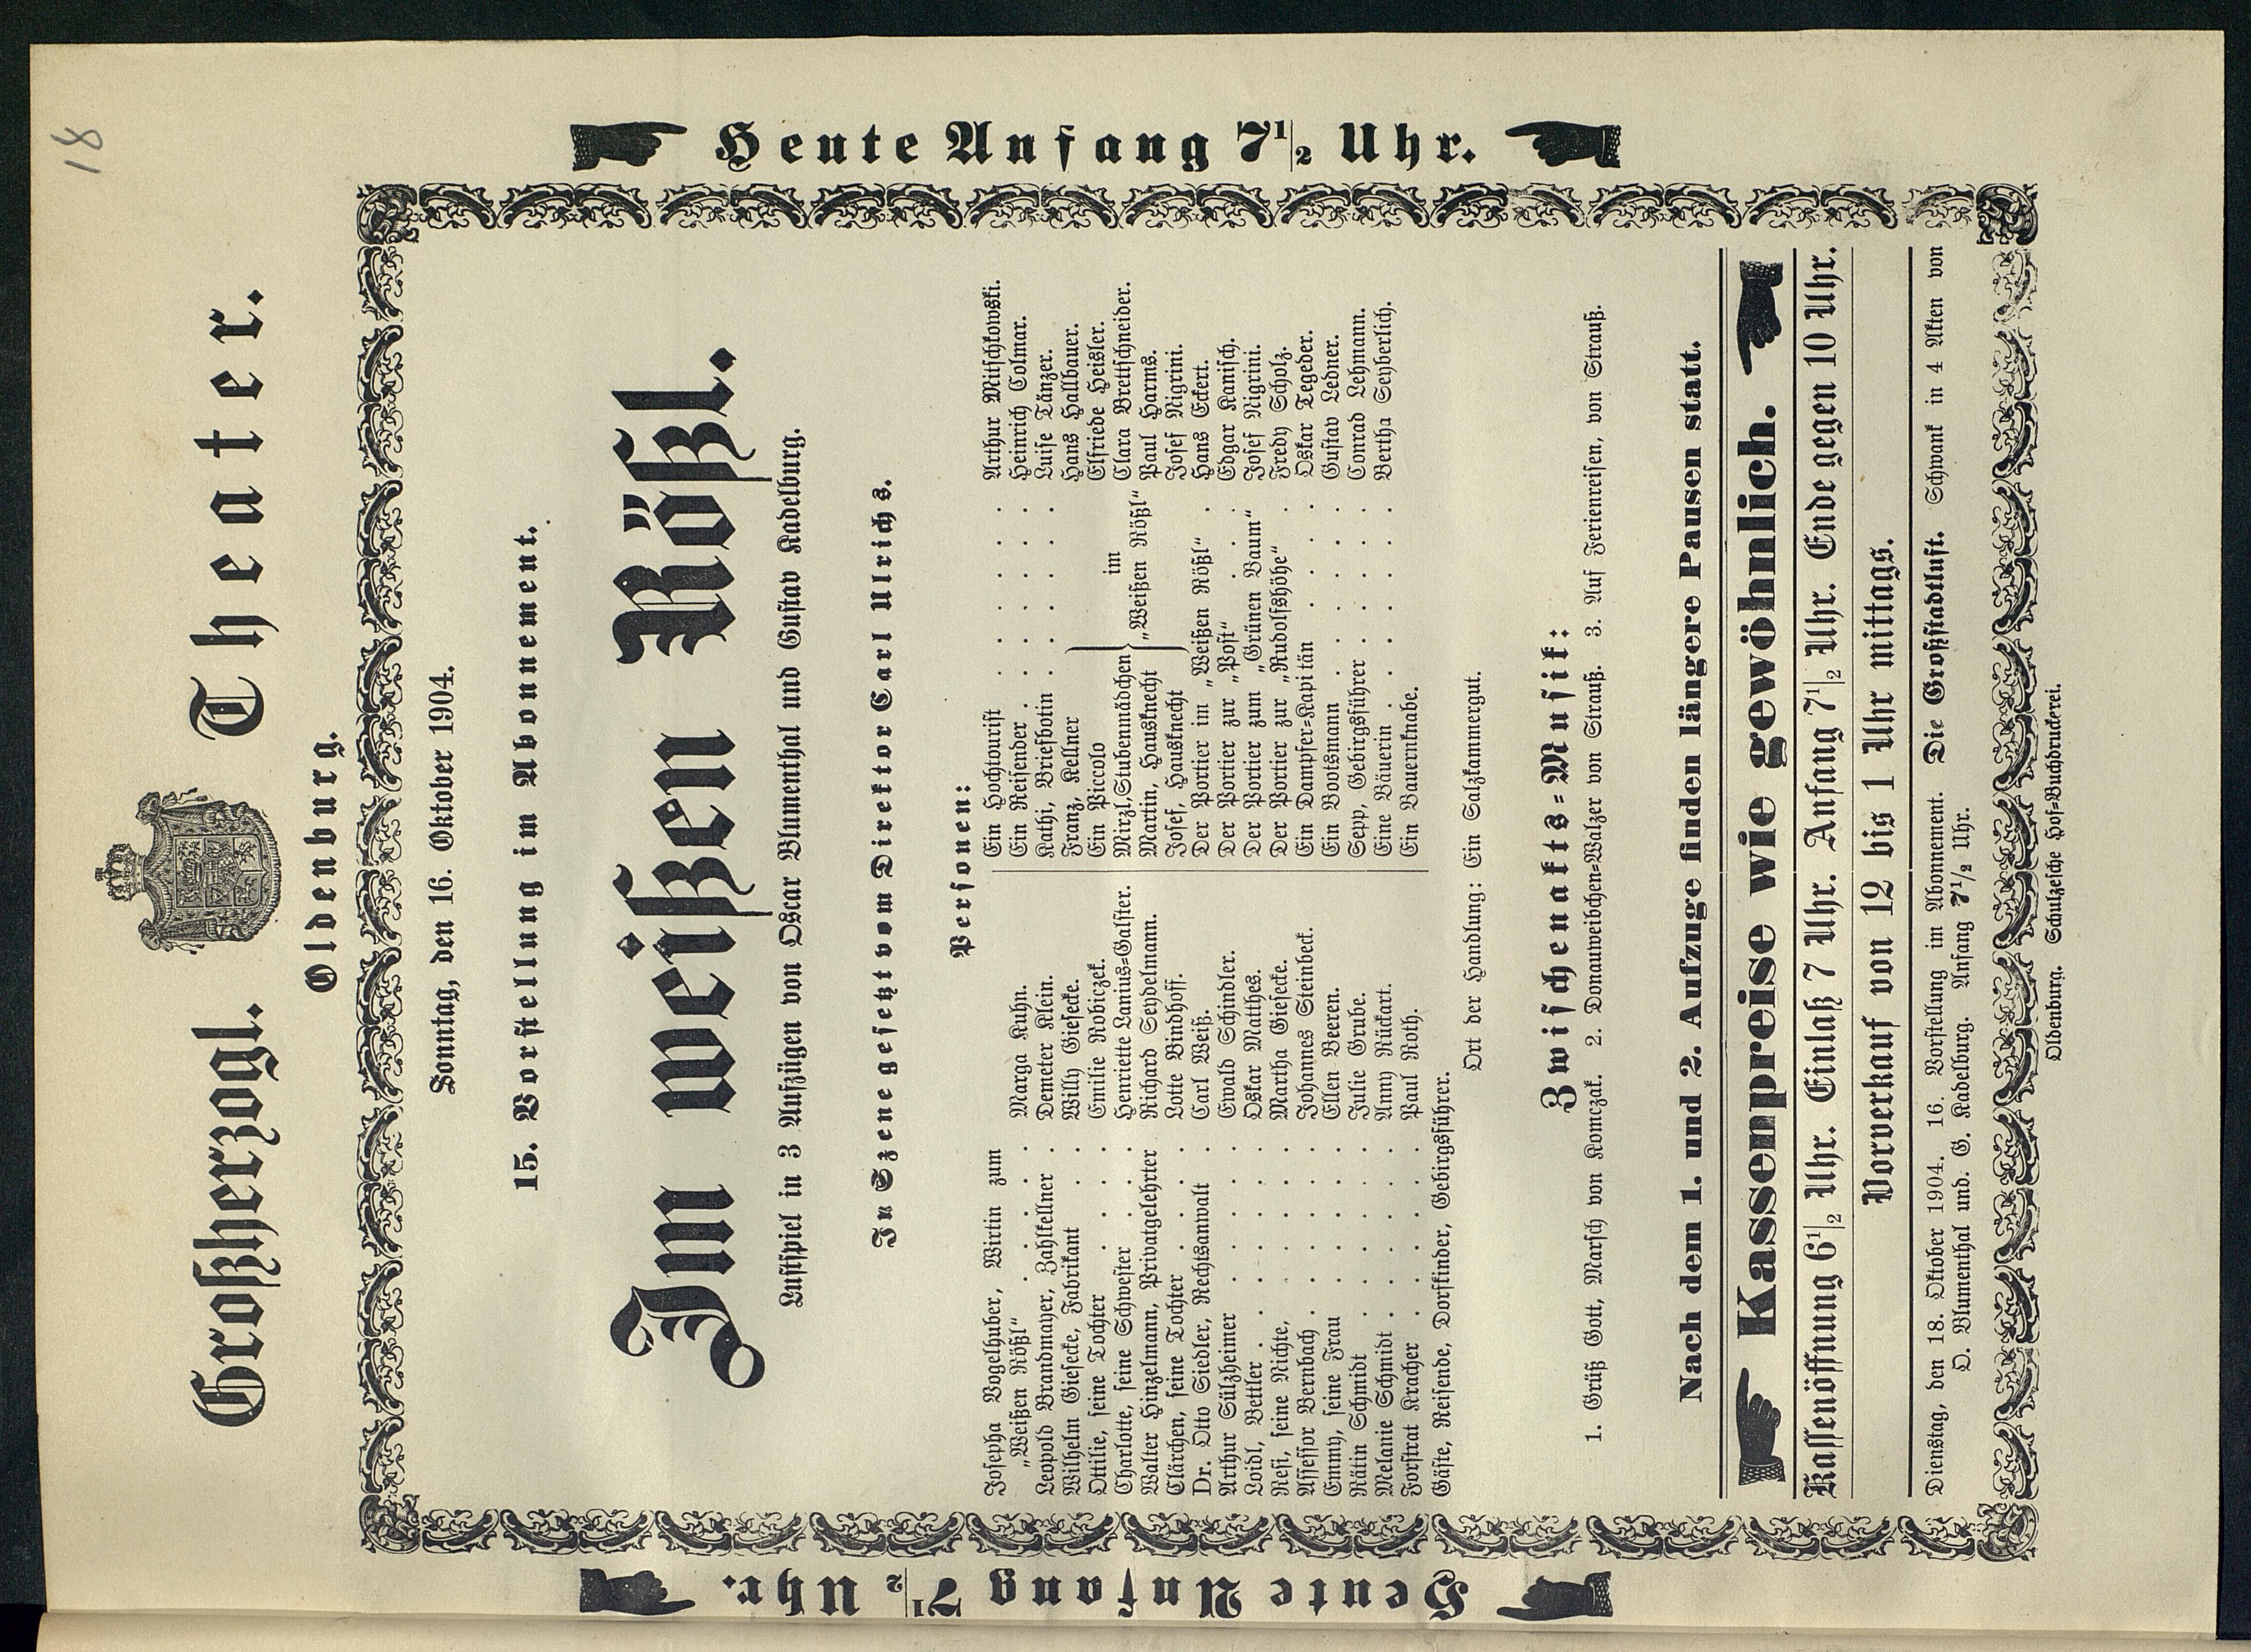 18
Großherzogl. Theater.
Oldenburg.
Heute Anfang 7½ Uhr.
Heute Anfang 7½ Uhr.
Sonntag, den 16. Oktober 1904.
15. Vorstellung im Abonnement.
Im weißen Rößl.
Lustspiel in 3 Aufzügen von Oscar Blumenthal und Gustav Kadelburg.
In Szene gesetzt vom Direktor Carl Ulrichs.
Personen:
Josepha Vogelhuber, Wirtin zum
„Weißen Rößl“ . . . . . Marga Kuhn.
Leopold Brandmayer, Zahlkellner . Demeter Klein.
Wilhelm Giesecke, Fabrikant . . Willy Giesecke.
Ottilie, seine Tochter . . . . Emilie Robiczek.
Charlotte, seine Schwester . . . Henriette Lanius-Galster.
Walter Hinzelmann, Privatgelehrter Richard Seydelmann.
Clärchen, seine Tochter . . . . Lotte Bindhoff.
Dr. Otto Siedler, Rechtsanwalt . Carl Weiß.
Arthur Sülzheimer . . . . . Ewald Schindler.
Loidl, Bettler . . . . . . Oskar Matthes.
Resi, seine Nichte, . . . . . Martha Giesecke.
Assessor Bernbach . . . . . Johannes Steinbeck.
Emmy, seine Frau . . . . . Ellen Beeren.
Rätin Schmidt . . . . . . Julie Grube.
Melanie Schmidt . . . . . . Anny Rückart.
Forstrat Kracher . . . . . Paul Roth.
Gäste, Reisende, Dorfkinder, Gebirgsführer.
Ein Hochtourist . . . . . . Arthur Mitschkowski.
Ein Reisender . . . . . . Heinrich Colmar.
Kathi, Briefbotin . . . . . Luise Tänzer.
Franz, Kellner Hans Hallbauer.
Ein Piccolo Elfriede Heisler.
Mirzl, Stubenmädchen im Clara Brettschneider.
Martin, Hausknecht „Weißen Rößl“ Paul Harms.
Josef, Hausknecht Josef Nigrini.
Der Portier im „Weißen Rößl“ . Hans Eckert.
Der Portier zur „Post“ . . . Edgar Kanisch.
Der Portier zum „Grünen Baum“ Josef Nigrini.
Der Portier zur „Rudolfshöhe“ . Fredy Scholz.
Ein Dampfer-Kapitän . . . . Oskar Tegeder.
Ein Bootsmann . . . . . Gustav Ledner.
Sepp, Gebirgsführer . . . . Conrad Lehmann.
Eine Bäuerin . . . . . . Bertha Seyberlich.
Ein Bauernknabe.
Ort der Handlung: Ein Salzkammergut.
Zwischenakts-Musik:
1. Grüß Gott, Marsch von Komczak. 2. Donauweibchen-Walzer von Strauß. 3. Auf Ferienreisen, von Strauß.
Nach dem 1. und 2. Aufzuge finden längere Pausen statt.
Kassenpreise wie gewöhnlich.
Kassenöffnung 6½ Uhr. Einlaß 7 Uhr. Anfang 7½ Uhr. Ende gegen 10 Uhr.
Vorverkauf von 12 bis 1 Uhr mittags.
Dienstag, den 18. Oktober 1904. 16. Vorstellung im Abonnement. Die Großstadtluft. Schwank in 4 Akten von
O. Blumenthal und. G. Kadelburg. Anfang 7½ Uhr.
Oldenburg. Schulzesche Hof-Buchdruckerei.